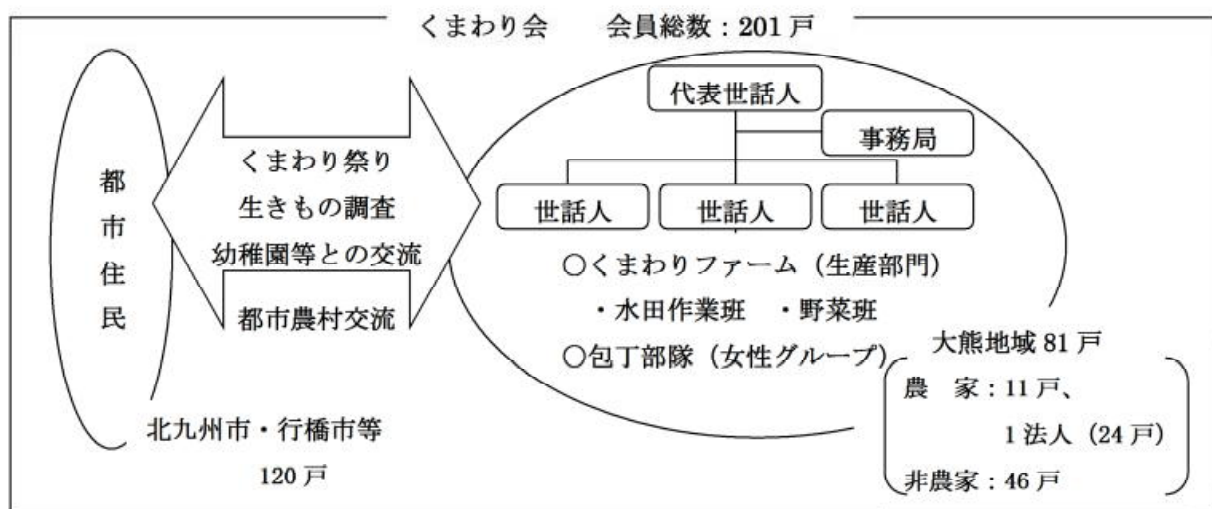 くまわり会　　会員総数：201 戸
都市住民
くまわり祭り
生きもの調査
幼稚園等との交流
都市農村交流
北九州市・行橋市等
120 戸
代表世話人
事務局
世話人
世話人
世話人
○くまわりファーム（生産部門）
・水田作業班　・野菜班
○包丁部隊（女性グループ）
大熊地域 81 戸
農　家：11 戸、
1 法人（24 戸）
非農家：46 戸